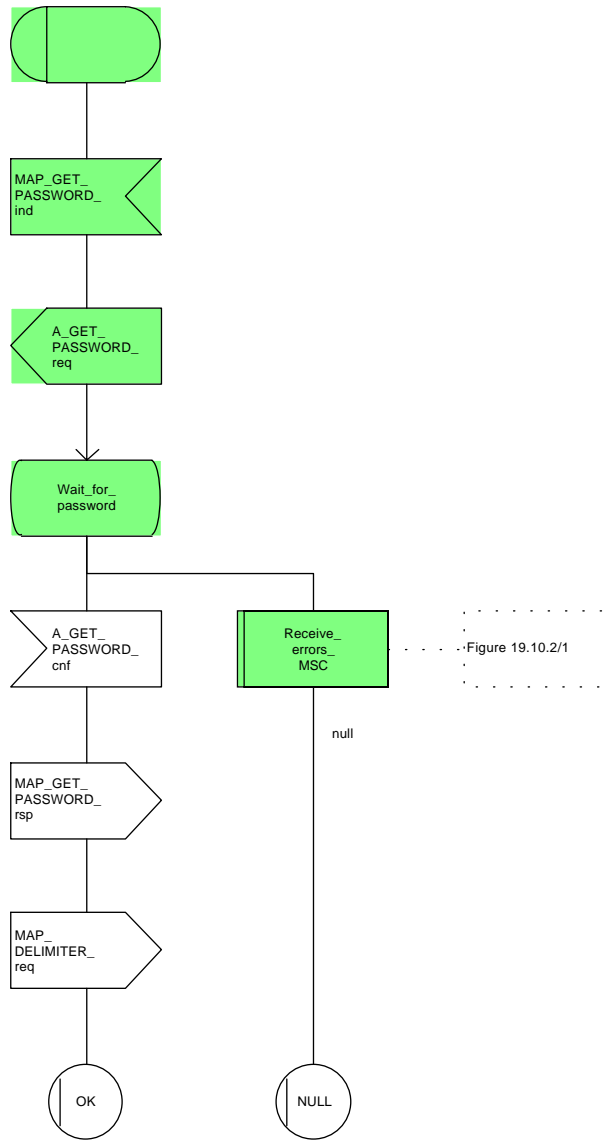 MAP_GET_
PASSWORD_
ind
A_GET_
PASSWORD_
req
Wait_for_
password
A_GET_
PASSWORD_
cnf
Receive_
errors_
MSC
Figure 19.10.2/1
null
MAP_GET_
PASSWORD_
rsp
MAP_
DELIMITER_
req
OK
NULL